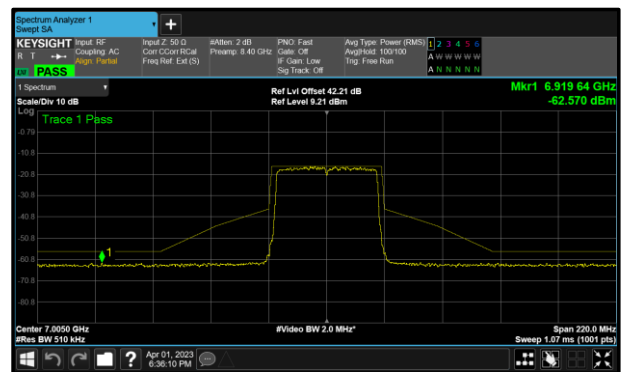 Spectrum Analyzer 1
Swept SA
+
KEYSIGHT
R T
LXI PASS
Input: RF
Coupling: AC
Align: Partial
Input Z: 50 Ω
Corr CCorr RCal
Freq Ref: Ext (S)
#Atten: 2 dB
Preamp: 8.40 GHz
PNO: Fast
Gate: Off
IF Gain: Low
Sig Track: Off
Avg Type: Power (RMS)
Avg|Hold: 100/100
Trig: Free Run
1 2 3 4 5 6
A W W W W W
A N N N N N
1 Spectrum
Scale/Div 10 dB
Ref Lvl Offset 42.21 dB
Ref Level 9.21 dBm
Mkr1 6.919 64 GHz
-62.570 dBm
Log
Trace 1 Pass
-0.79
-10.8
-20.8
-30.8
-40.8
-50.8
-60.8
-70.8
-80.8
1
Center 7.0050 GHz
#Res BW 510 kHz
#Video BW 2.0 MHz*
Span 220.0 MHz
Sweep 1.07 ms (1001 pts)
?
Apr 01, 2023
6:36:10 PM